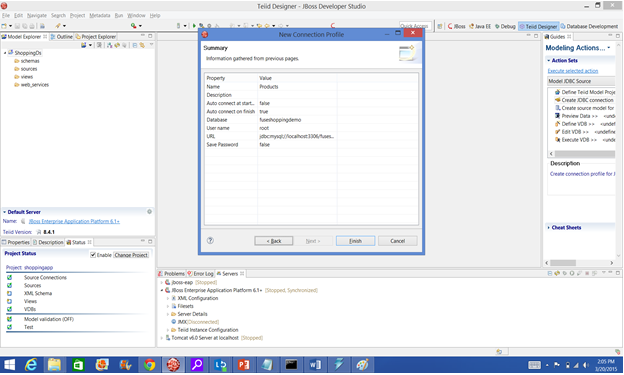 Teiid Designer - JBoss Developer Studio
File Edit Navigate Search Project Metadata Run Window Help
Quick Access
JBoss Java EE Debug Teiid Designer Database Development
Model Explorer Outline Project Explorer
ShoppingDs
schemas
sources
views
web_services
Default Server
Name: JBoss Enterprise Application Platform 6.1+
Teiid Version: 8.4.1
Properties Description Status
Project Status
Enable Change Project
Project shoppingapp
Source Connections
Sources
XML Schema
Views
VDBs
Model validation (OFF)
Test
New Connection Profile
Summary
Information gathered from previous pages.
Property Value
Name Products
Description
Auto connect at start... false
Auto connect on finish true
Database fuseshoppingdemo
User name root
URL jdbc:mysql://localhost:3306/fuses...
Save Password false
< Back Next > Finish Cancel
Problems Error Log Servers
jboss-eap [Stopped]
JBoss Enterprise Application Platform 6.1+ [Stopped, Synchronized]
XML Configuration
Filesets
Server Details
JMX[Disconnected]
Teiid Instance Configuration
Tomcat v6.0 Server at localhost [Stopped]
Guides
Modeling Actions...
Action Sets
Execute selected action
Model JDBC Source
Define Teiid Model Proje
Create JDBC connection
Create source model for
Preview Data >> <unde
Define VDB >> <undef
Edit VDB >> <undefine
Execute VDB >> <unde
Description
Create connection profile for J
Cheat Sheets
2:05 PM
3/20/2015